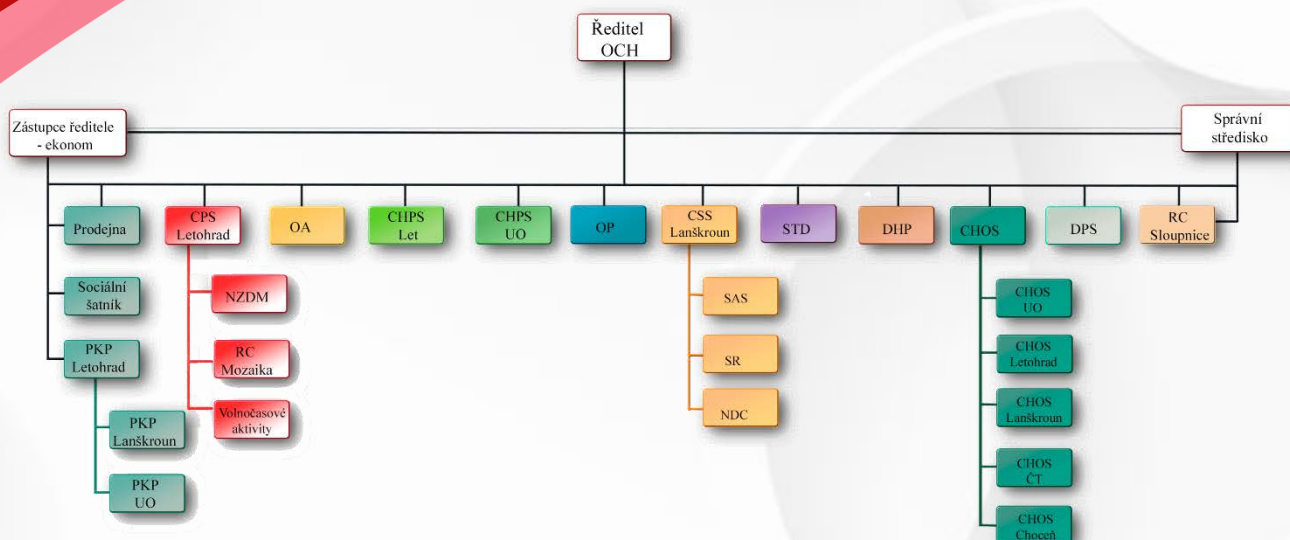 Ředitel
OCH
Zástupce ředitele
- ekonom
Správní
středisko
Prodejna
CPS
Letohrad
OA
CHPS
Let
CHPS
UO
OP
CSS
Lanškroun
STD
DHP
CHOS
DPS
RC
Sloupnice
Sociální
šatník
PKP
Letohrad
PKP
Lanškroun
PKP
UO
NZDM
RC
Mozaika
Volnočasové
aktivity
SAS
SR
NDC
CHOS
UO
CHOS
Letohrad
CHOS
Lanškroun
CHOS
ČT
CHOS
Choceň